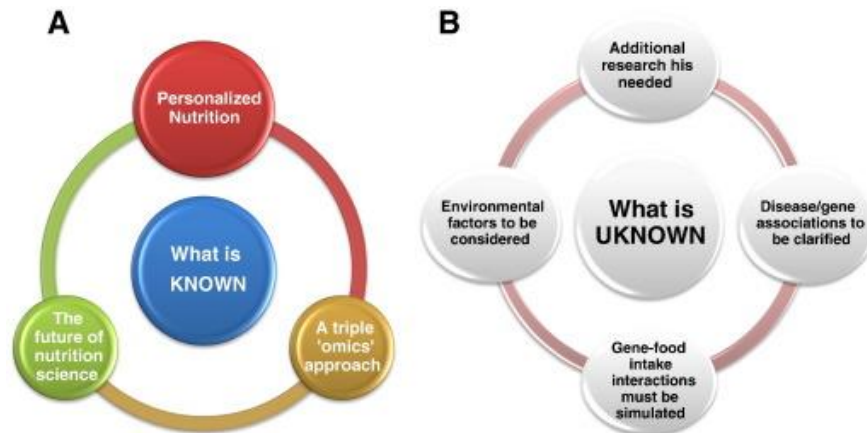 A
Personalized
Nutrition
What is
KNOWN
The
future of
nutrition
science
A triple
'omics'
approach
B
Additional
research his
needed
Environmental
factors to be
considered
What is
UKNOWN
Disease/gene
associations to
be clarified
Gene-food
intake
interactions
must be
simulated